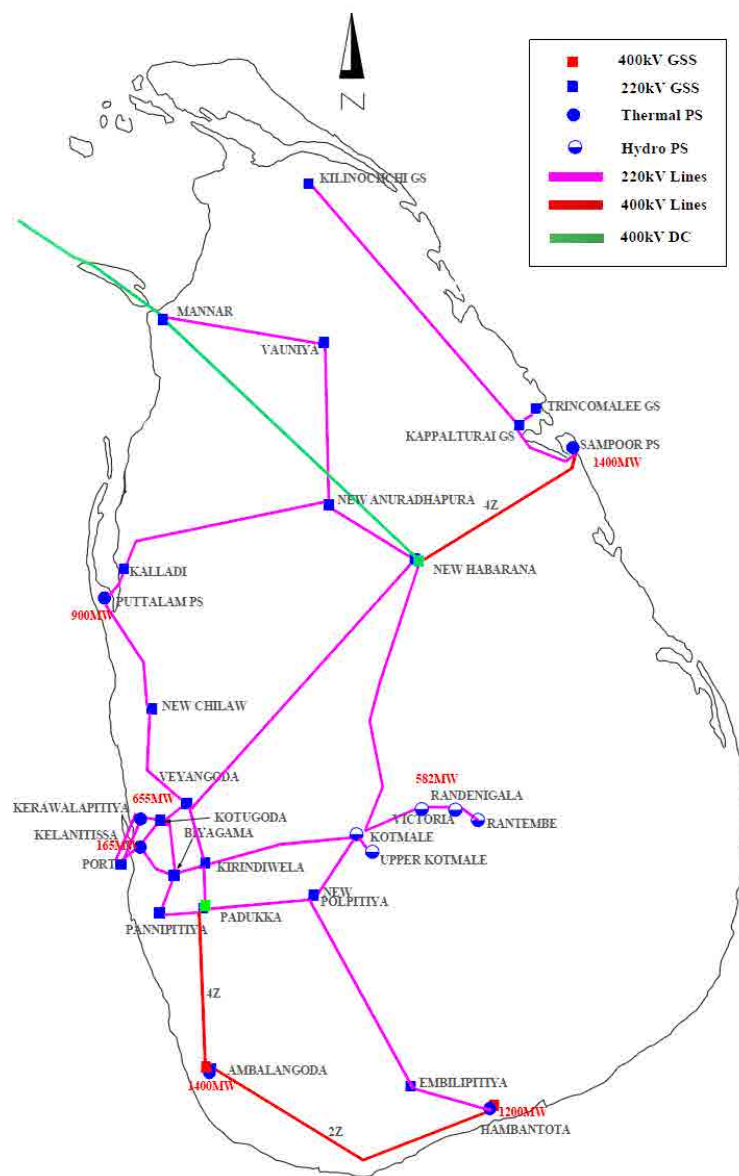 Z
400kV GSS
220kV GSS
Thermal PS
Hydro PS
220kV Lines
400kV Lines
400kV DC
KILINOCHCHI GS
MANNAR
VAUNIYA
TRINCOMALEE GS
KAPPALTURAI GS
SAMPOOR PS
1400MW
NEW ANURADHAPURA
4Z
KALLADI
NEW HABARANA
PUTTALAM PS
900MW
NEW CHILAW
VEYANGODA
582MW
RANDENIGALA
KERAWALAPITIYA
655MW
KOTUGODA
VICTORIA
RANTEMBE
KELANITISSA
BIYAGAMA
KOTMALE
165MW
PORT
KIRINDIWELA
UPPER KOTMALE
NEW
POLPITIYA
PANNIPITIYA
PADUKKA
4Z
AMBALANGODA
1400MW
EMBILIPITIYA
1200MW
HAMBANTOTA
2Z